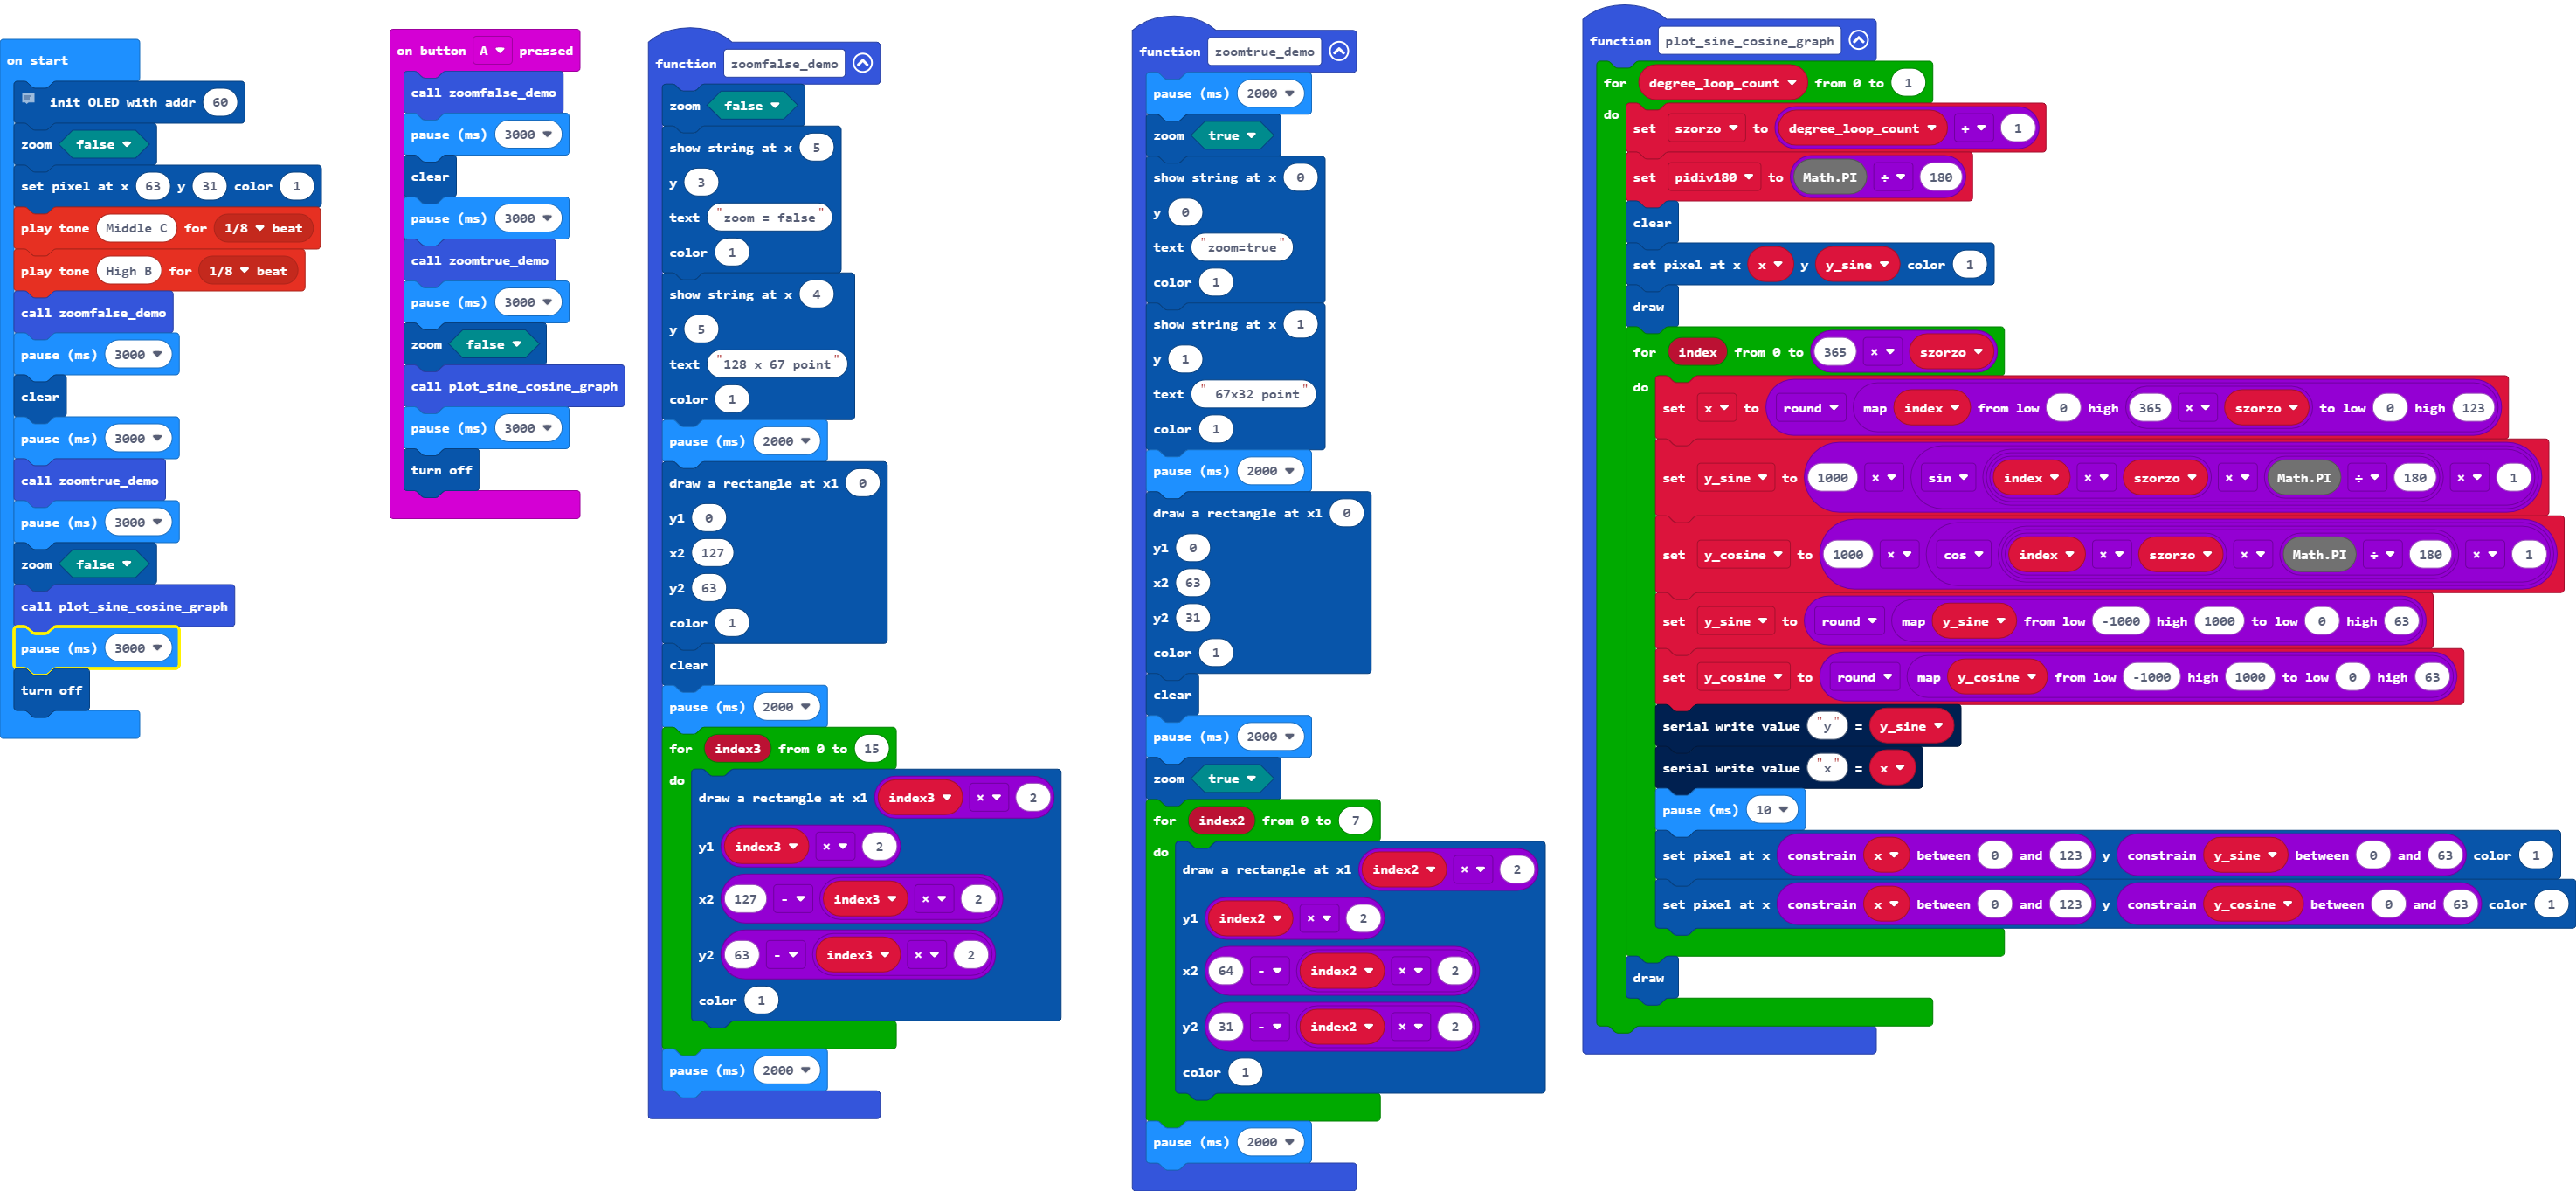 on start
init OLED with addr 60
zoom false
set pixel at x 63 y 31 color 1
play tone Middle C for 1/8 beat
play tone High B for 1/8 beat
call zoomfalse_demo
pause (ms) 3000
clear
pause (ms) 3000
call zoomtrue_demo
pause (ms) 3000
zoom false
call plot_sine_cosine_graph
pause (ms) 3000
turn off
on button A pressed
call zoomfalse_demo
pause (ms) 3000
clear
pause (ms) 3000
call zoomtrue_demo
pause (ms) 3000
zoom false
call plot_sine_cosine_graph
pause (ms) 3000
turn off
function zoomfalse_demo
zoom false
show string at x 5
y 3
text "zoom = false"
color 1
show string at x 4
y 5
text "128 x 67 point"
color 1
pause (ms) 2000
draw a rectangle at x1 0
y1 0
x2 127
y2 63
color 1
clear
pause (ms) 2000
for index3 from 0 to 15
do
draw a rectangle at x1 index3 × 2
y1 index3 × 2
x2 127 - index3 × 2
y2 63 - index3 × 2
color 1
pause (ms) 2000
function zoomtrue_demo
pause (ms) 2000
zoom true
show string at x 0
y 0
text "zoom=true"
color 1
show string at x 1
y 1
text " 67x32 point"
color 1
pause (ms) 2000
draw a rectangle at x1 0
y1 0
x2 63
y2 31
color 1
clear
pause (ms) 2000
zoom true
for index2 from 0 to 7
do
draw a rectangle at x1 index2 × 2
y1 index2 × 2
x2 64 - index2 × 2
y2 31 - index2 × 2
color 1
pause (ms) 2000
function plot_sine_cosine_graph
for degree_loop_count from 0 to 1
do
set szorzo to degree_loop_count + 1
set pidiv180 to Math.PI ÷ 180
clear
set pixel at x x y y_sine color 1
draw
for index from 0 to 365 × szorzo
do
set x to round map index from low 0 high 365 × szorzo to low 0 high 123
set y_sine to 1000 × sin index × szorzo × Math.PI ÷ 180 × 1
set y_cosine to 1000 × cos index × szorzo × Math.PI ÷ 180 × 1
set y_sine to round map y_sine from low -1000 high 1000 to low 0 high 63
set y_cosine to round map y_cosine from low -1000 high 1000 to low 0 high 63
serial write value "y" = y_sine
serial write value "x" = x
pause (ms) 10
set pixel at x constrain x between 0 and 123 y constrain y_sine between 0 and 63 color 1
set pixel at x constrain x between 0 and 123 y constrain y_cosine between 0 and 63 color 1
draw